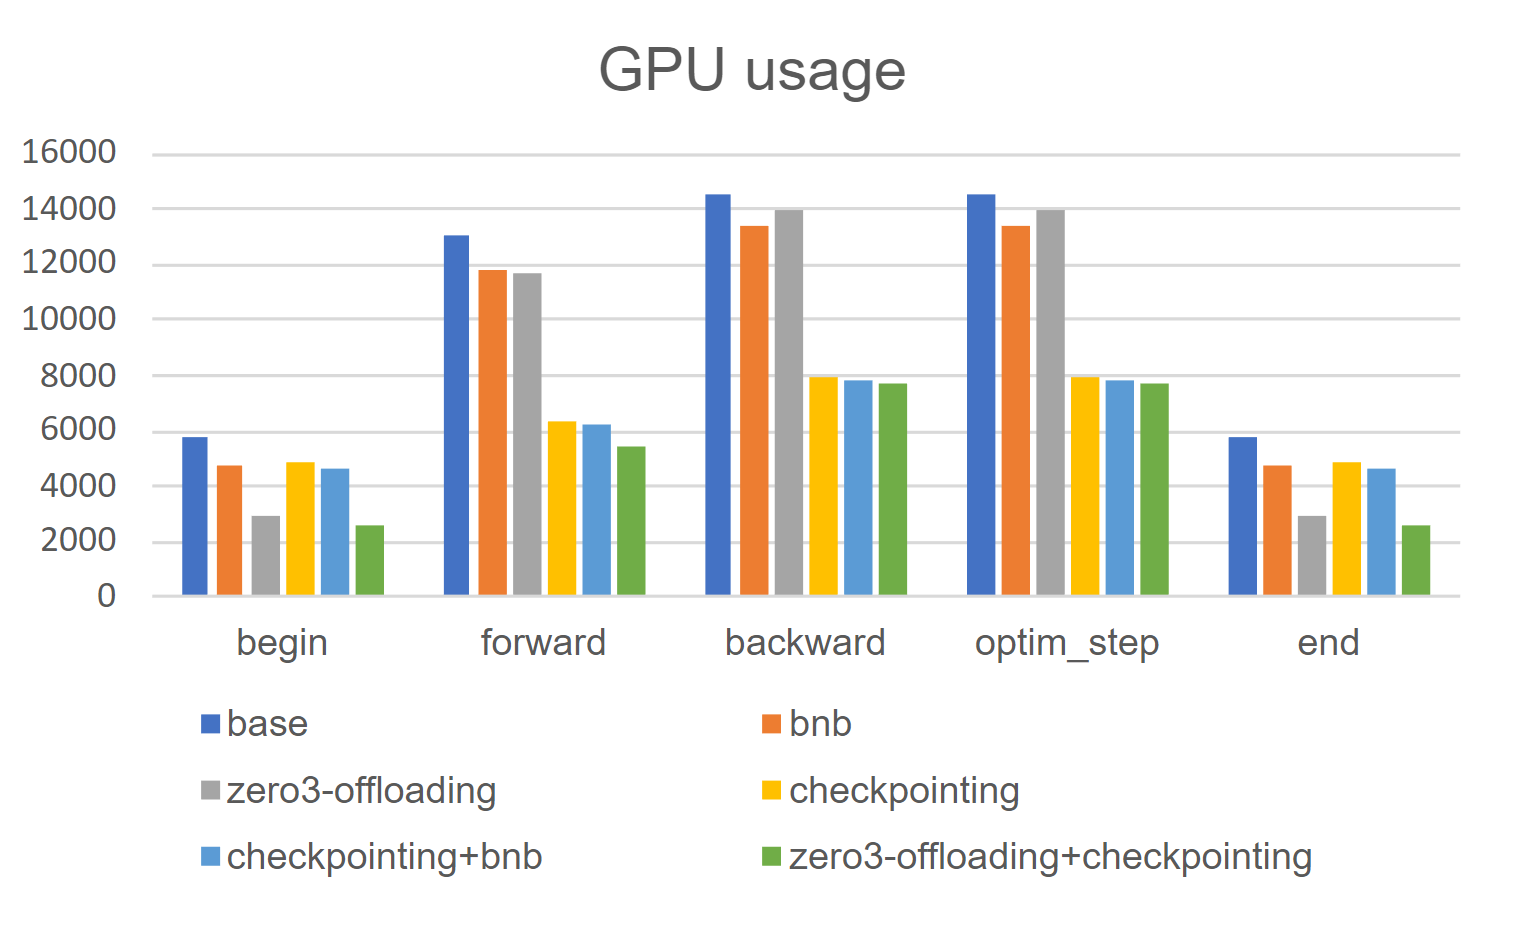 GPU usage
16000
14000
12000
10000
8000
6000
4000
2000
0
begin forward backward optim_step end
base bnb
zero3-offloading checkpointing
checkpointing+bnb zero3-offloading+checkpointing